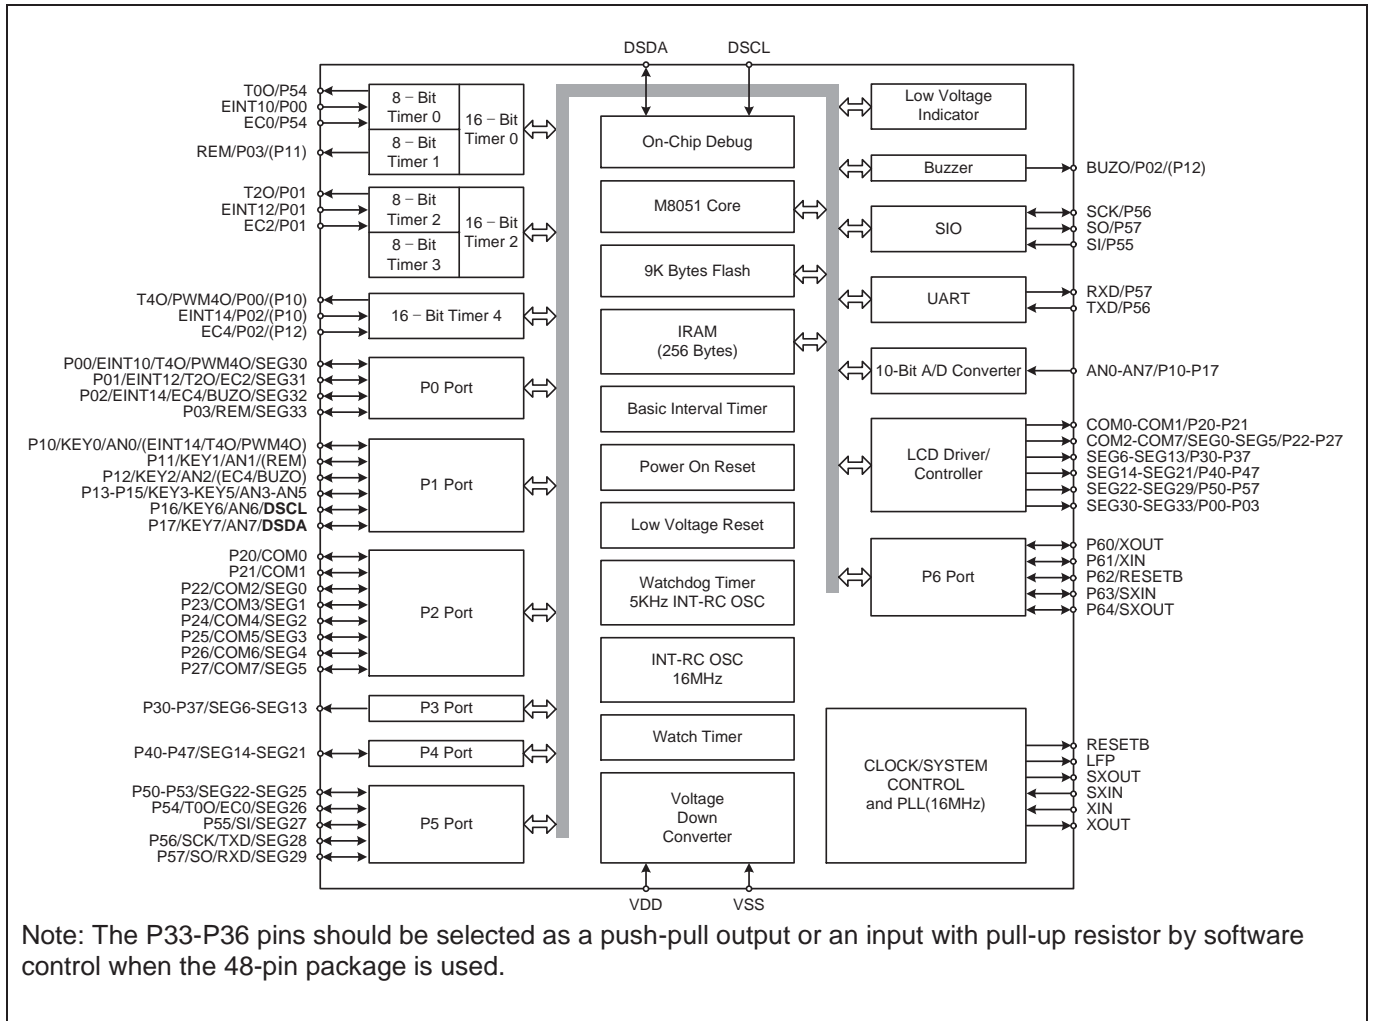 DSDA
DSCL
T0O/P54
EINT10/P00
EC0/P54
REM/P03/(P11)
8 – Bit
Timer 0
8 – Bit
Timer 1
16 – Bit
Timer 0
T2O/P01
EINT12/P01
EC2/P01
8 – Bit
Timer 2
8 – Bit
Timer 3
16 – Bit
Timer 2
T4O/PWM4O/P00/(P10)
EINT14/P02/(P10)
EC4/P02/(P12)
16 – Bit Timer 4
P00/EINT10/T4O/PWM4O/SEG30
P01/EINT12/T2O/EC2/SEG31
P02/EINT14/EC4/BUZO/SEG32
P03/REM/SEG33
P0 Port
P10/KEY0/AN0/(EINT14/T4O/PWM4O)
P11/KEY1/AN1/(REM)
P12/KEY2/AN2/(EC4/BUZO)
P13-P15/KEY3-KEY5/AN3-AN5
P16/KEY6/AN6/DSCL
P17/KEY7/AN7/DSDA
P1 Port
P20/COM0
P21/COM1
P22/COM2/SEG0
P23/COM3/SEG1
P24/COM4/SEG2
P25/COM5/SEG3
P26/COM6/SEG4
P27/COM7/SEG5
P2 Port
P30-P37/SEG6-SEG13
P3 Port
P40-P47/SEG14-SEG21
P4 Port
P50-P53/SEG22-SEG25
P54/T0O/EC0/SEG26
P55/SI/SEG27
P56/SCK/TXD/SEG28
P57/SO/RXD/SEG29
P5 Port
On-Chip Debug
M8051 Core
9K Bytes Flash
IRAM
(256 Bytes)
Basic Interval Timer
Power On Reset
Low Voltage Reset
Watchdog Timer
5KHz INT-RC OSC
INT-RC OSC
16MHz
Watch Timer
Voltage
Down
Converter
VDD
VSS
Low Voltage
Indicator
Buzzer
BUZO/P02/(P12)
SIO
SCK/P56
SO/P57
SI/P55
UART
RXD/P57
TXD/P56
10-Bit A/D Converter
AN0-AN7/P10-P17
LCD Driver/
Controller
COM0-COM1/P20-P21
COM2-COM7/SEG0-SEG5/P22-P27
SEG6-SEG13/P30-P37
SEG14-SEG21/P40-P47
SEG22-SEG29/P50-P57
SEG30-SEG33/P00-P03
P6 Port
P60/XOUT
P61/XIN
P62/RESETB
P63/SXIN
P64/SXOUT
CLOCK/SYSTEM
CONTROL
and PLL(16MHz)
RESETB
LFP
SXOUT
SXIN
XIN
XOUT
Note: The P33-P36 pins should be selected as a push-pull output or an input with pull-up resistor by software
control when the 48-pin package is used.